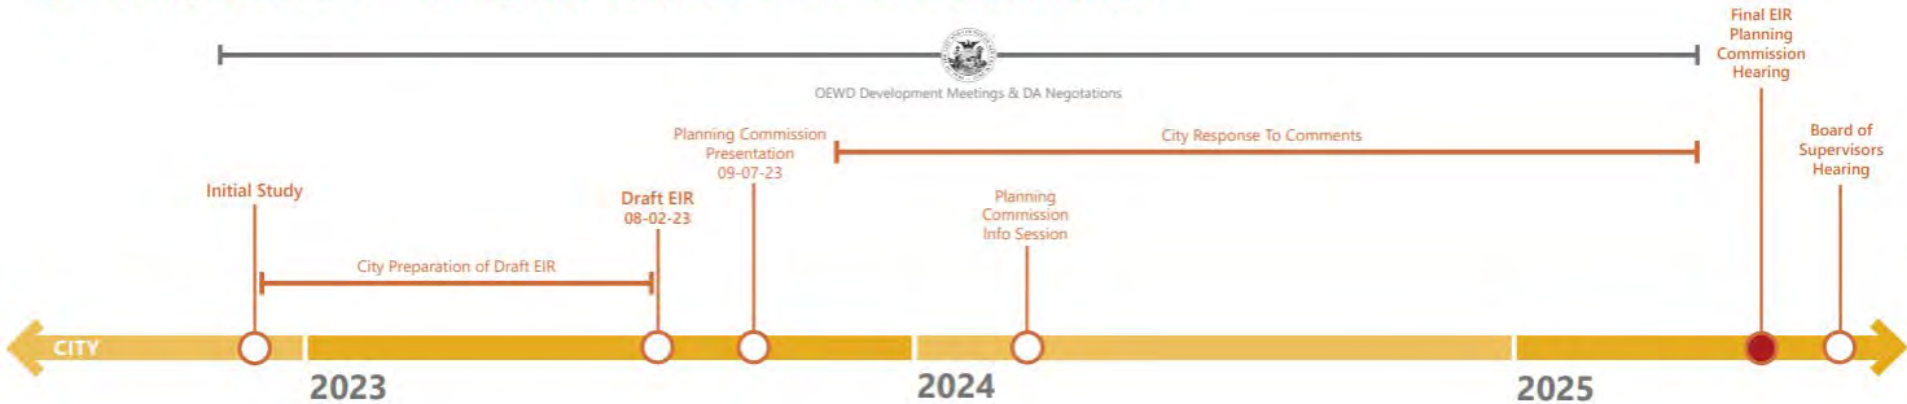 Final EIR
Planning
Commission
Hearing
OEWD Development Meetings & DA Negotations
Planning Commission
Presentation
09-07-23
City Response To Comments
Board of
Supervisors
Hearing
Initial Study
Draft EIR
08-02-23
Planning
Commission
Info Session
City Preparation of Draft EIR
CITY
2023
2024
2025